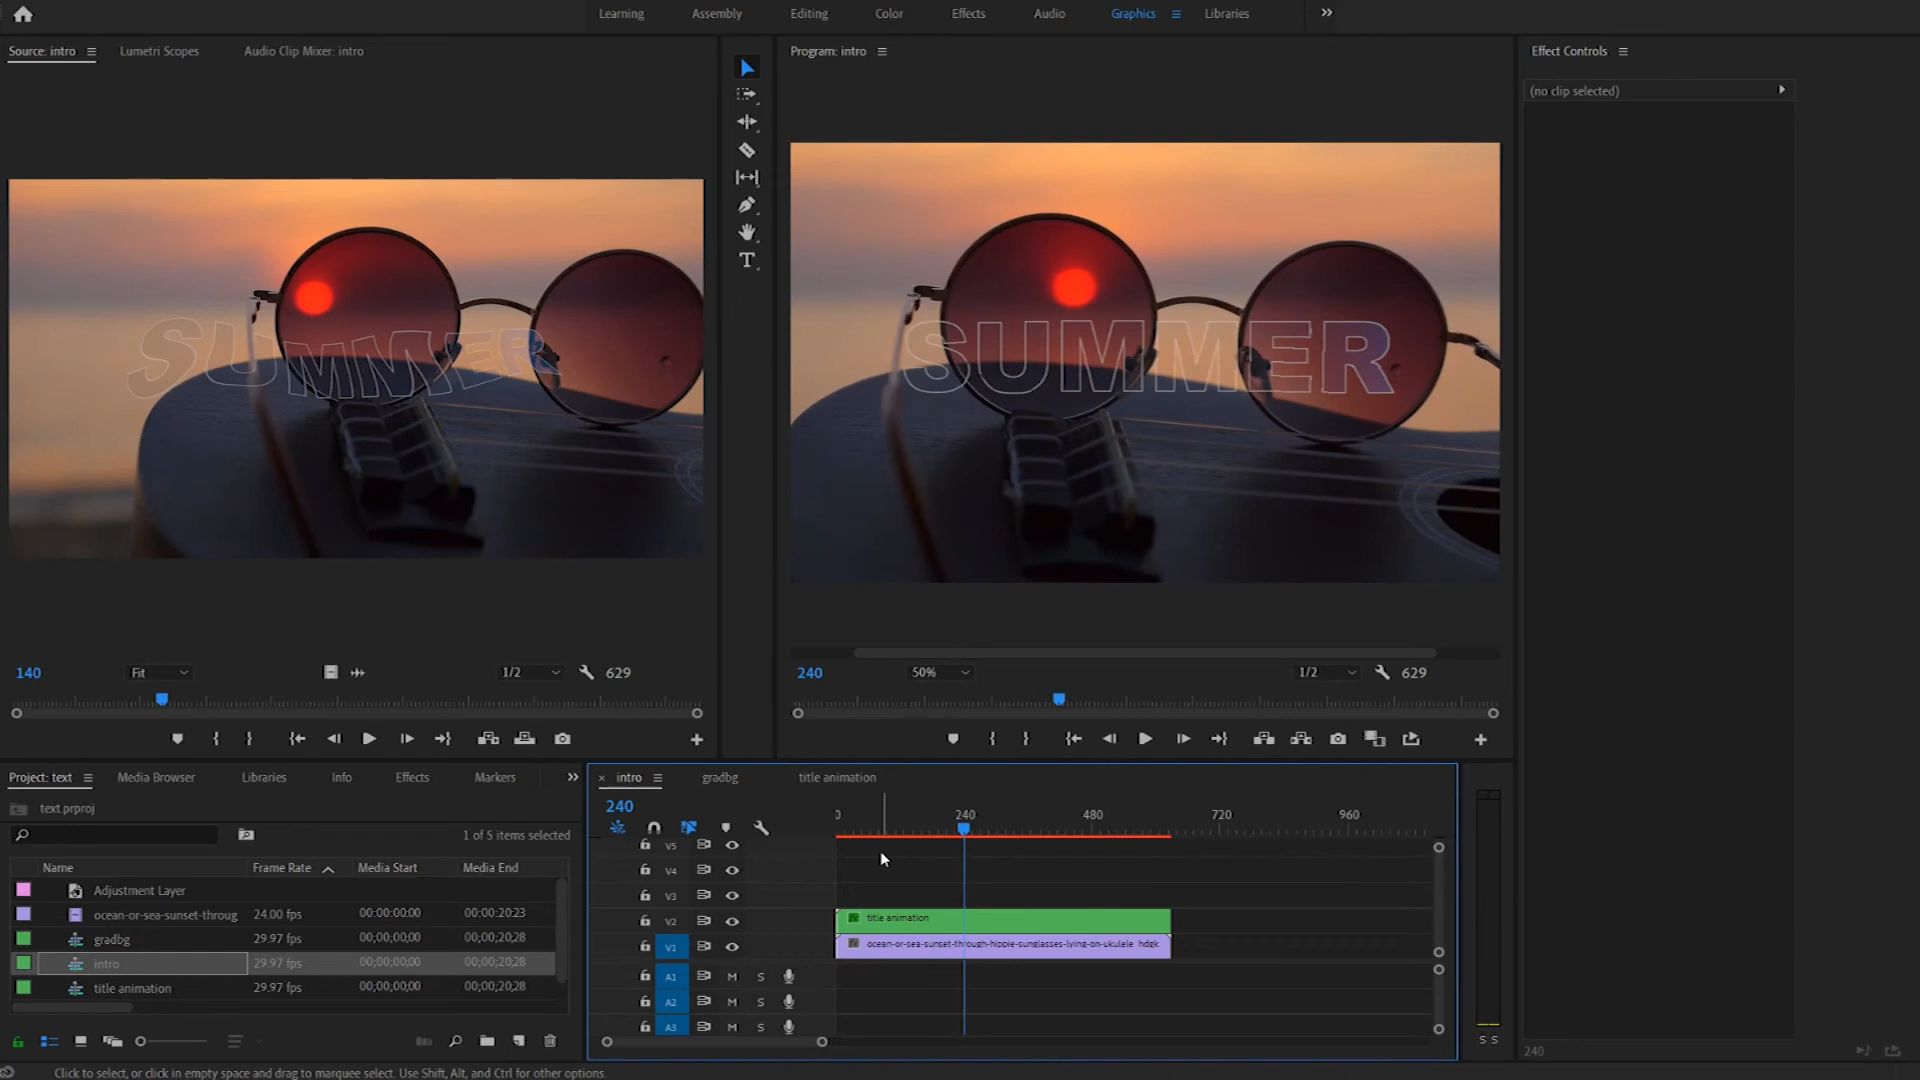 Learning Assembly Editing Color Effects Audio Graphics Libraries
Source: intro Lumetri Scopes Audio Clip Mixer: intro
Program: intro
Effect Controls
(no clip selected)
SUMMER
SUMMER
140 Fit 1/2 629
240 50% 1/2 629
Project: text Media Browser Libraries Info Effects Markers
text.prproj
1 of 5 items selected
Name Frame Rate Media Start Media End
Adjustment Layer
ocean-or-sea-sunset-throug 24.00 fps 00:00:00:00 00:00:20:23
gradbg 29.97 fps 00;00;00;00 00;00;20;28
intro 29.97 fps 00;00;00;00 00;00;20;28
title animation 29.97 fps 00;00;00;00 00;00;20;28
intro gradbg title animation
240
0 240 480 720 960
V5
V4
V3
V2 title animation
V1 ocean-or-sea-sunset-through-hippie-sunglasses-lying-on-ukulele hdgk
A1 M S
A2 M S
A3 M S
S S
240
Click to select, or click in empty space and drag to marquee select. Use Shift, Alt, and Ctrl for other options.